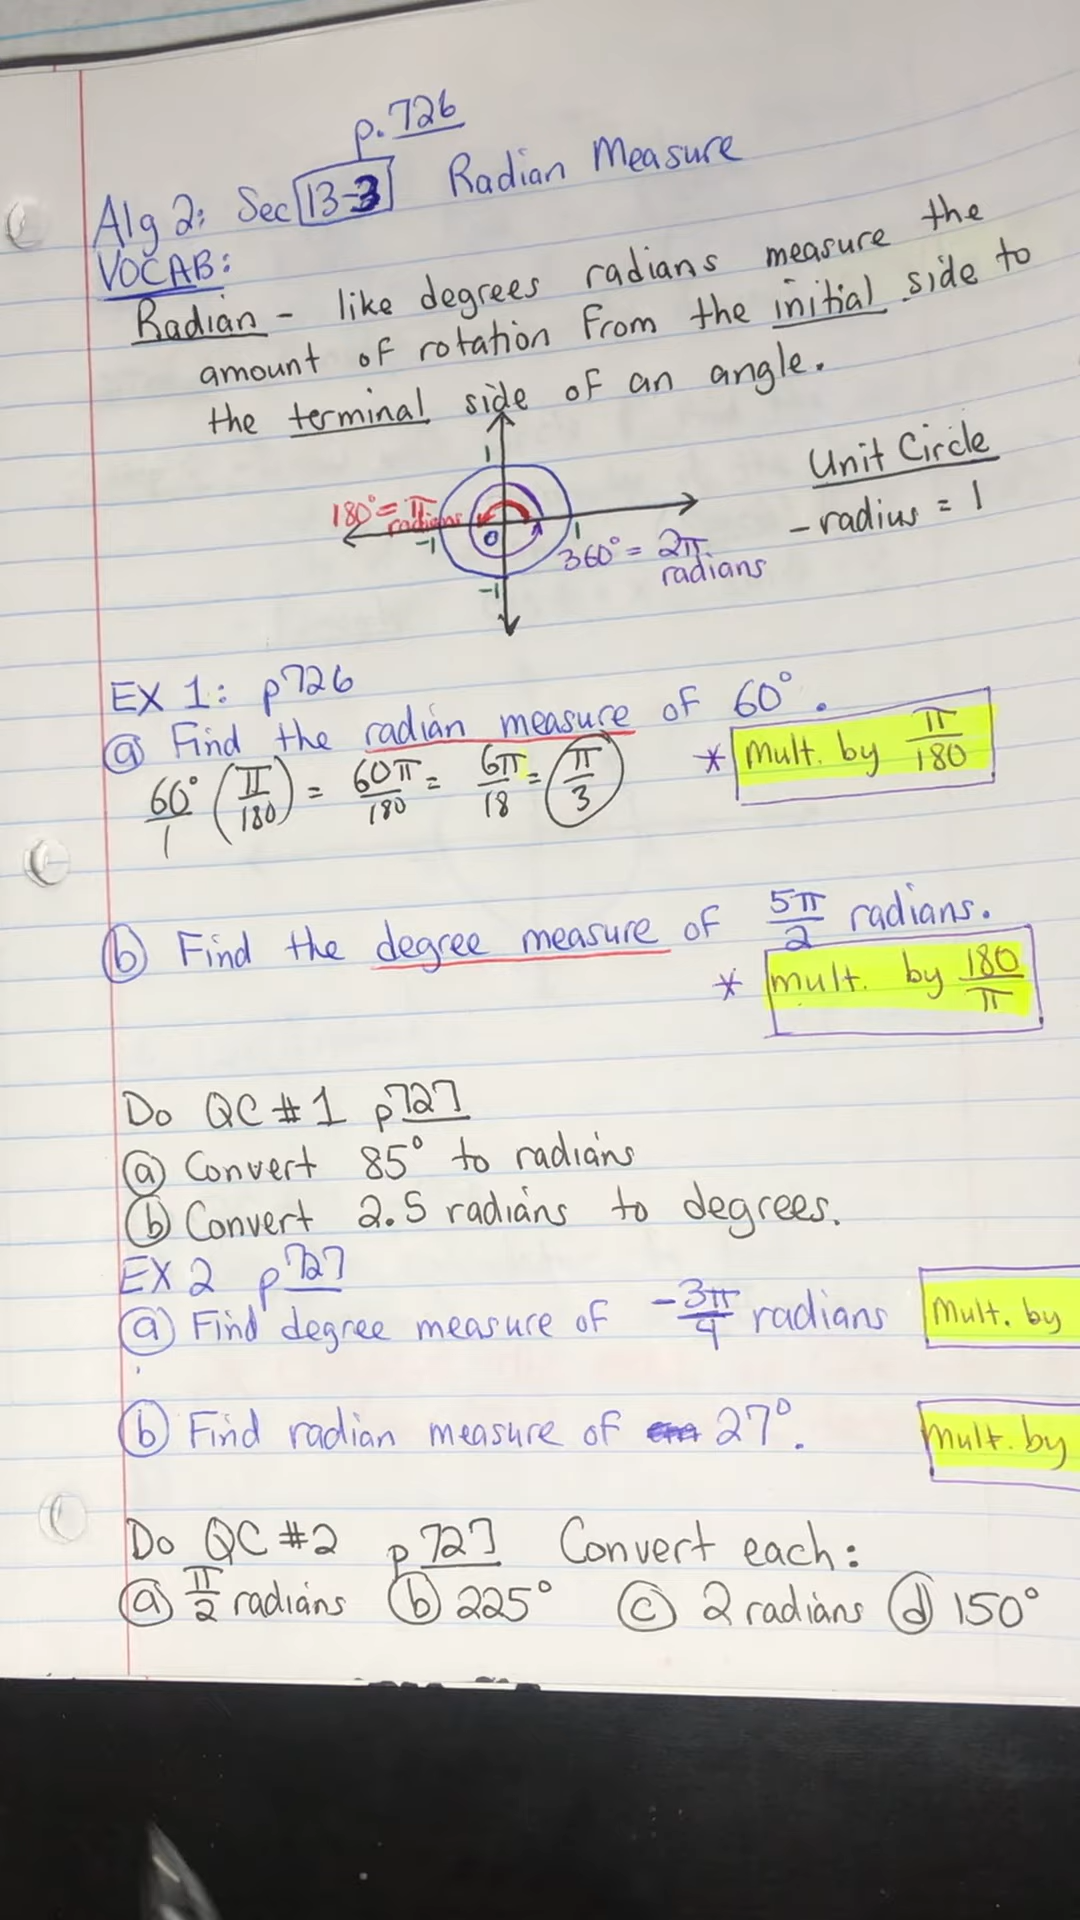 p. 726
Alg 2: Sec 13-3 Radian Measure
VOCAB:
Radian - like degrees radians measure the
amount of rotation from the initial side to
the terminal side of an angle.
Unit Circle
- radius = 1
1
180° = π
radians
-1
0
1
360° = 2π
radians
-1
EX 1: p726
ⓐ Find the radian measure of 60°.
* Mult. by π/180
60°/1 (π/180) = 60π/180 = 6π/18 = π/3
ⓑ Find the degree measure of 5π/2 radians.
* mult. by 180/π
Do QC #1 p727
ⓐ Convert 85° to radians
ⓑ Convert 2.5 radians to degrees.
EX 2 p727
ⓐ Find degree measure of -3π/4 radians Mult. by
ⓑ Find radian measure of 27°. Mult. by
Do QC #2 p727 Convert each:
ⓐ π/2 radians ⓑ 225° ⓒ 2 radians ⓓ 150°